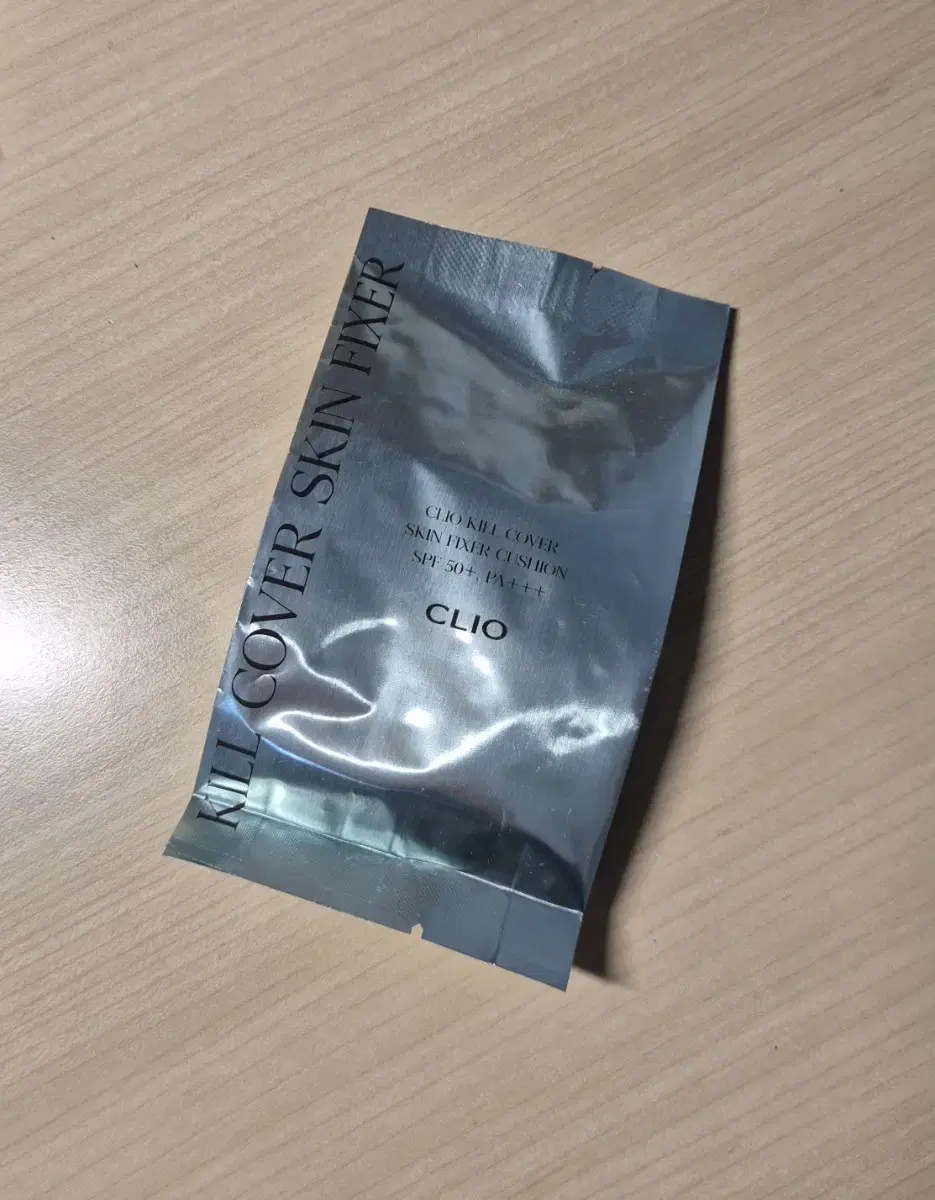 KILL COVER SKIN FIXER
CLIO KILL COVER
SKIN FIXER CUSHION
SPF 50+, PA+++
CLIO